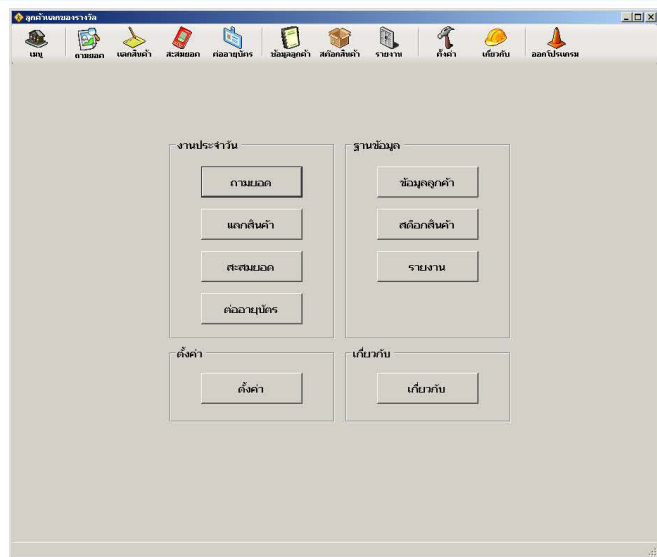 ลูกค้าแลกของรางวัล
เมนู ถามยอด แลกสินค้า สะสมยอด ต่ออายุบัตร ข้อมูลลูกค้า สต๊อกสินค้า รายงาน ตั้งค่า เกี่ยวกับ ออกโปรแกรม
งานประจำวัน
ถามยอด
แลกสินค้า
สะสมยอด
ต่ออายุบัตร
ฐานข้อมูล
ข้อมูลลูกค้า
สต๊อกสินค้า
รายงาน
ตั้งค่า
ตั้งค่า
เกี่ยวกับ
เกี่ยวกับ